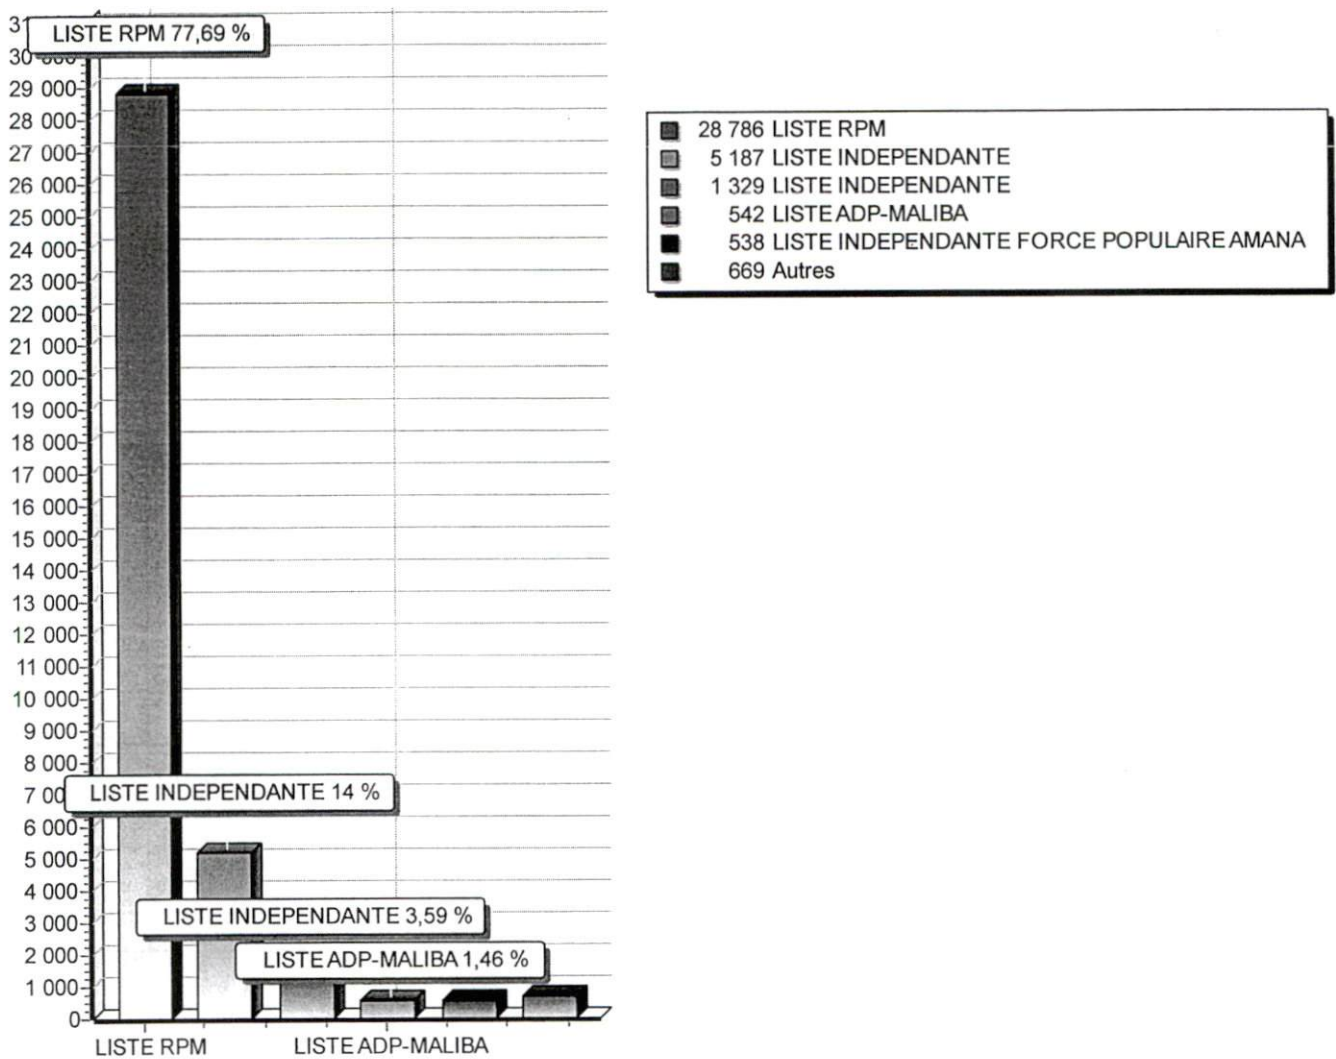 LISTE RPM 77,69 %
29 000
28 000
27 000
26 000
25 000
24 000
23 000
22 000
21 000
20 000
19 000
18 000
17 000
16 000
15 000
14 000
13 000
12 000
11 000
10 000
9 000
8 000
LISTE INDEPENDANTE 14 %
6 000
5 000
4 000
LISTE INDEPENDANTE 3,59 %
3 000
2 000
LISTE ADP-MALIBA 1,46 %
1 000
0
LISTE RPM
LISTE ADP-MALIBA
28 786 LISTE RPM
5 187 LISTE INDEPENDANTE
1 329 LISTE INDEPENDANTE
542 LISTE ADP-MALIBA
538 LISTE INDEPENDANTE FORCE POPULAIRE AMANA
669 Autres